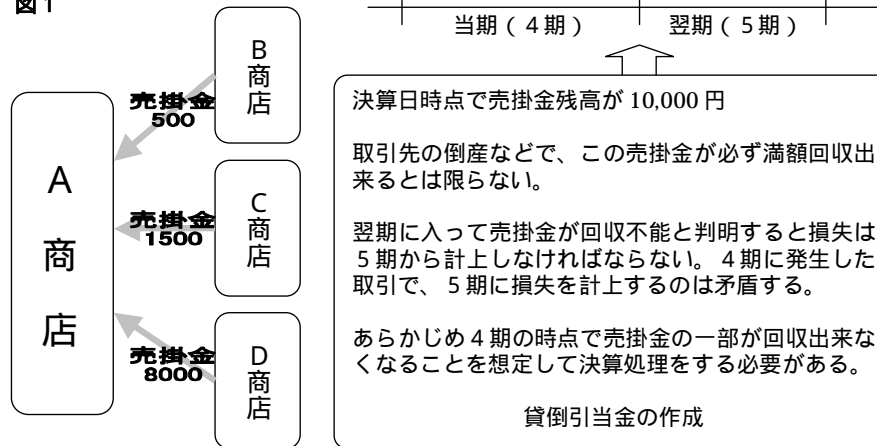 図1
当期(4期)
翌期(5期)
B商店
売掛金
500
A商店
C商店
売掛金
1500
D商店
売掛金
8000
決算日時点で売掛金残高が 10,000 円
取引先の倒産などで、この売掛金が必ず満額回収出
来るとは限らない。
翌期に入って売掛金が回収不能と判明すると損失は
5期から計上しなければならない。4期に発生した
取引で、5期に損失を計上するのは矛盾する。
あらかじめ4期の時点で売掛金の一部が回収出来な
くなることを想定して決算処理をする必要がある。
貸倒引当金の作成